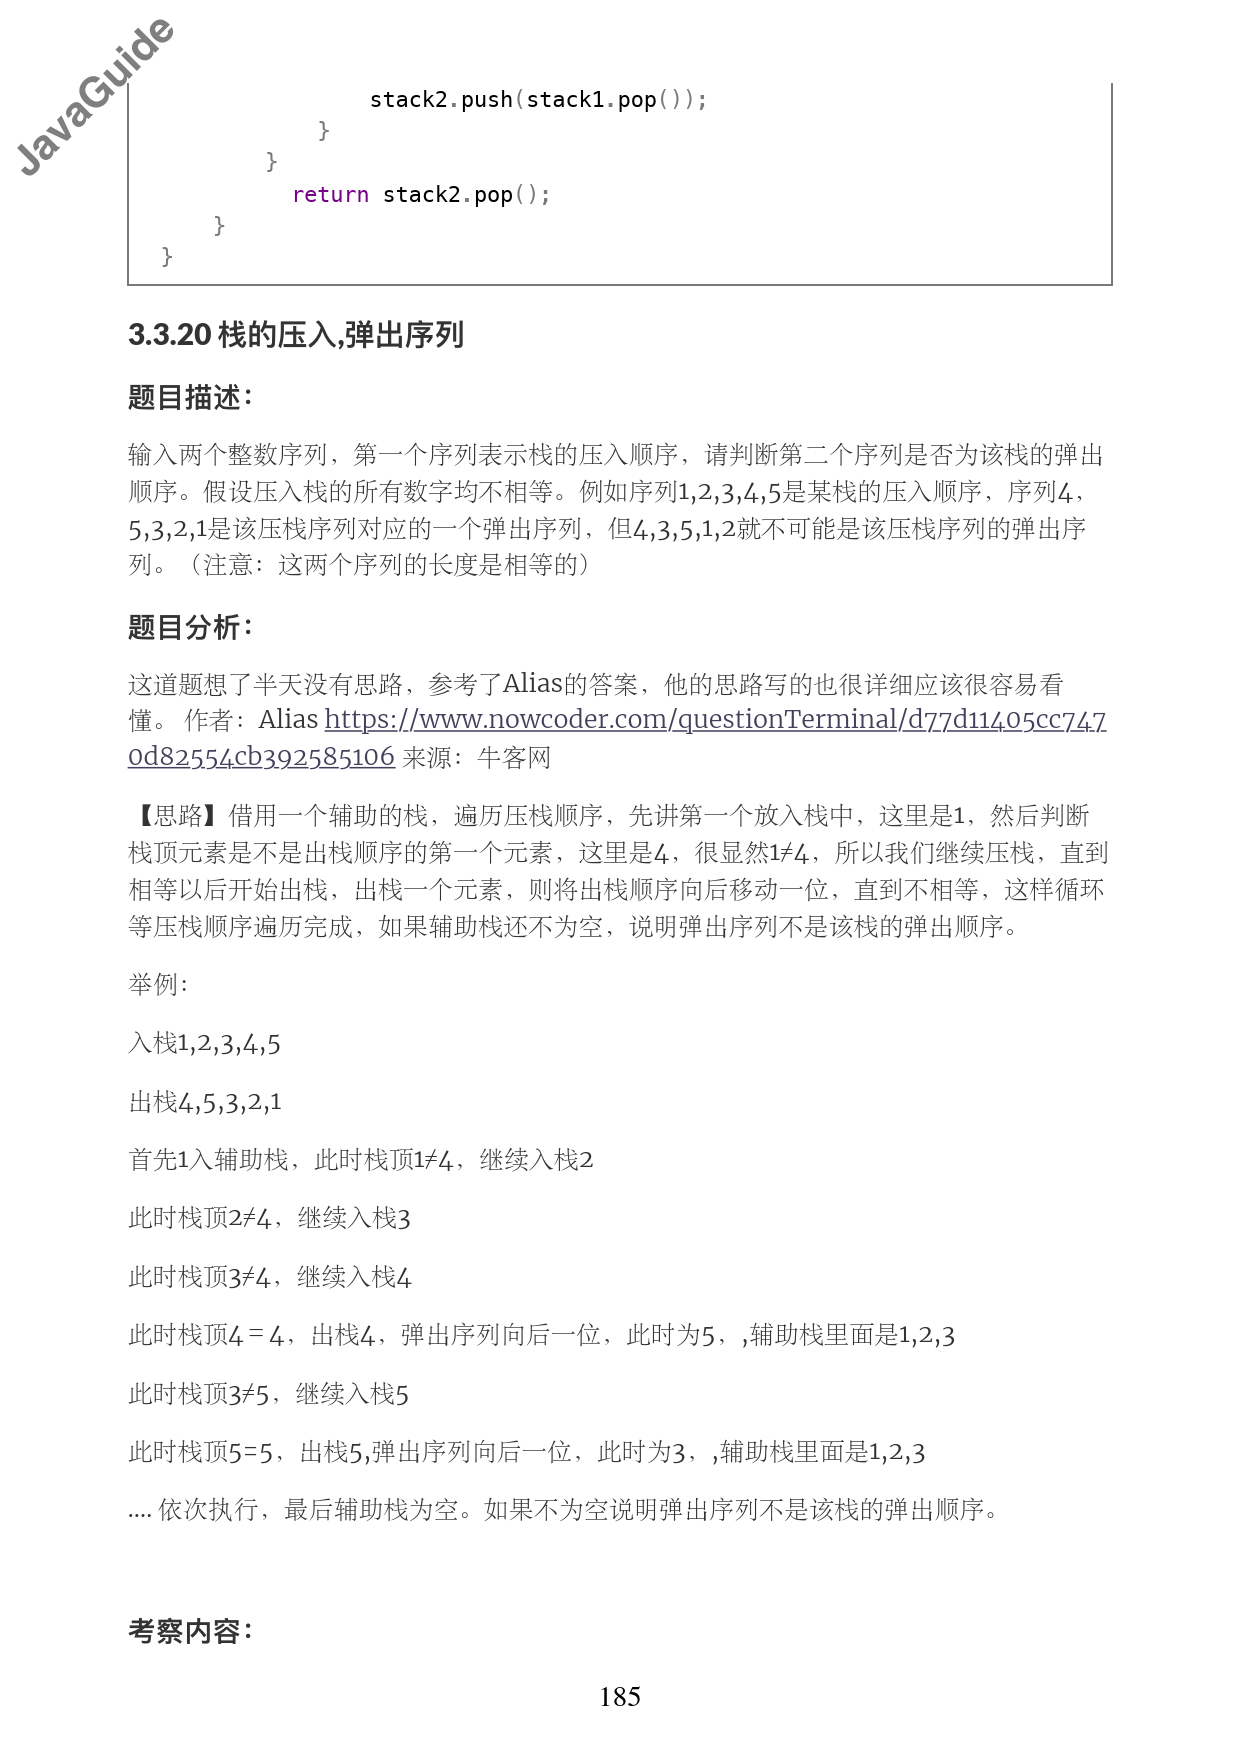 JavaGuide
stack2.push(stack1.pop());
}
}
return stack2.pop();
}
}
3.3.20 栈的压入,弹出序列
题目描述：
输入两个整数序列，第一个序列表示栈的压入顺序，请判断第二个序列是否为该栈的弹出
顺序。假设压入栈的所有数字均不相等。例如序列1,2,3,4,5是某栈的压入顺序，序列4，
5,3,2,1是该压栈序列对应的一个弹出序列，但4,3,5,1,2就不可能是该压栈序列的弹出序
列。（注意：这两个序列的长度是相等的）
题目分析：
这道题想了半天没有思路，参考了Alias的答案，他的思路写的也很详细应该很容易看
懂。 作者：Alias https://www.nowcoder.com/questionTerminal/d77d11405cc747
0d82554cb392585106 来源：牛客网
【思路】借用一个辅助的栈，遍历压栈顺序，先讲第一个放入栈中，这里是1，然后判断
栈顶元素是不是出栈顺序的第一个元素，这里是4，很显然1≠4，所以我们继续压栈，直到
相等以后开始出栈，出栈一个元素，则将出栈顺序向后移动一位，直到不相等，这样循环
等压栈顺序遍历完成，如果辅助栈还不为空，说明弹出序列不是该栈的弹出顺序。
举例：
入栈1,2,3,4,5
出栈4,5,3,2,1
首先1入辅助栈，此时栈顶1≠4，继续入栈2
此时栈顶2≠4，继续入栈3
此时栈顶3≠4，继续入栈4
此时栈顶4＝4，出栈4，弹出序列向后一位，此时为5，,辅助栈里面是1,2,3
此时栈顶3≠5，继续入栈5
此时栈顶5=5，出栈5,弹出序列向后一位，此时为3，,辅助栈里面是1,2,3
…. 依次执行，最后辅助栈为空。如果不为空说明弹出序列不是该栈的弹出顺序。
考察内容：
185